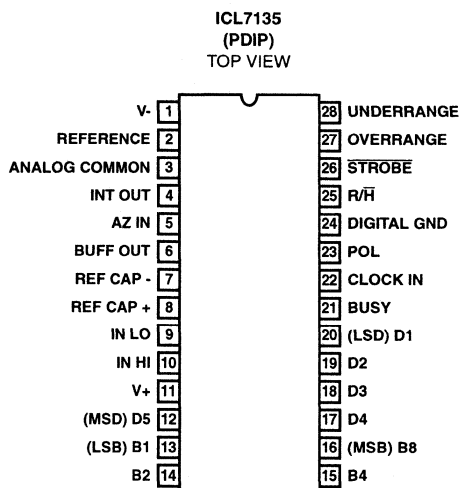 ICL7135
(PDIP)
TOP VIEW
V- 1 28 UNDERRANGE
REFERENCE 2 27 OVERRANGE
ANALOG COMMON 3 26 S̅T̅R̅O̅B̅E̅
INT OUT 4 25 R/H̅
AZ IN 5 24 DIGITAL GND
BUFF OUT 6 23 POL
REF CAP - 7 22 CLOCK IN
REF CAP + 8 21 BUSY
IN LO 9 20 (LSD) D1
IN HI 10 19 D2
V+ 11 18 D3
(MSD) D5 12 17 D4
(LSB) B1 13 16 (MSB) B8
B2 14 15 B4